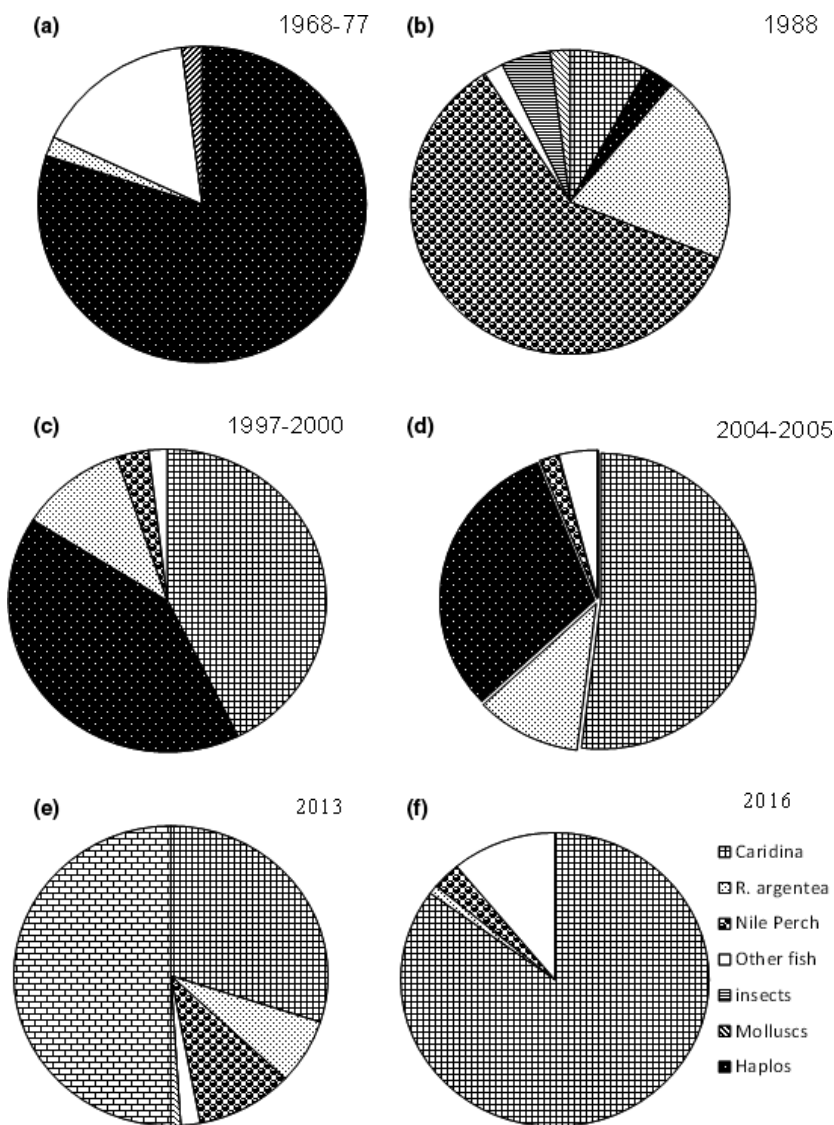 (a) 1968-77
(b) 1988
(c) 1997-2000
(d) 2004-2005
(e) 2013
(f) 2016
Caridina
R. argentea
Nile Perch
Other fish
insects
Molluscs
Haplos